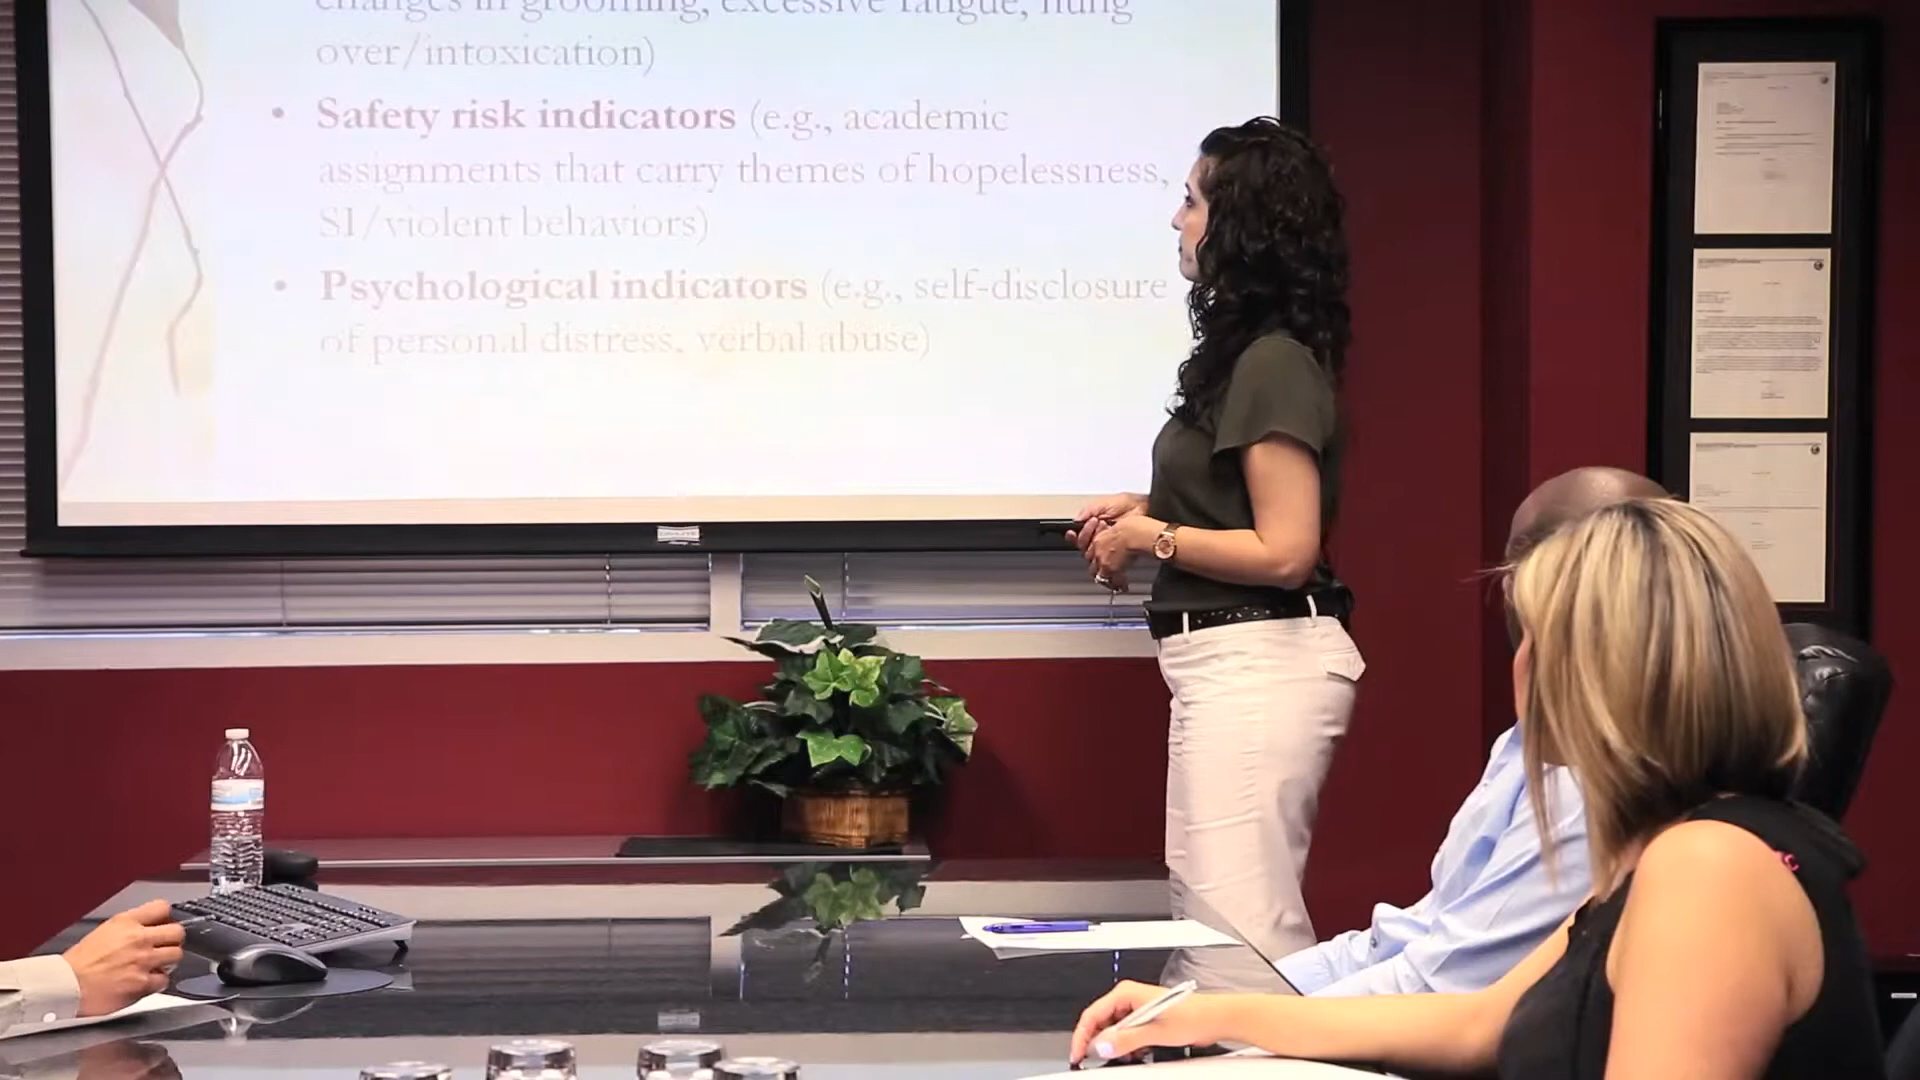 changes in grooming, excessive fatigue, hung
over/intoxication)
• Safety risk indicators (e.g., academic
assignments that carry themes of hopelessness,
SI/violent behaviors)
• Psychological indicators (e.g., self-disclosure
of personal distress, verbal abuse)